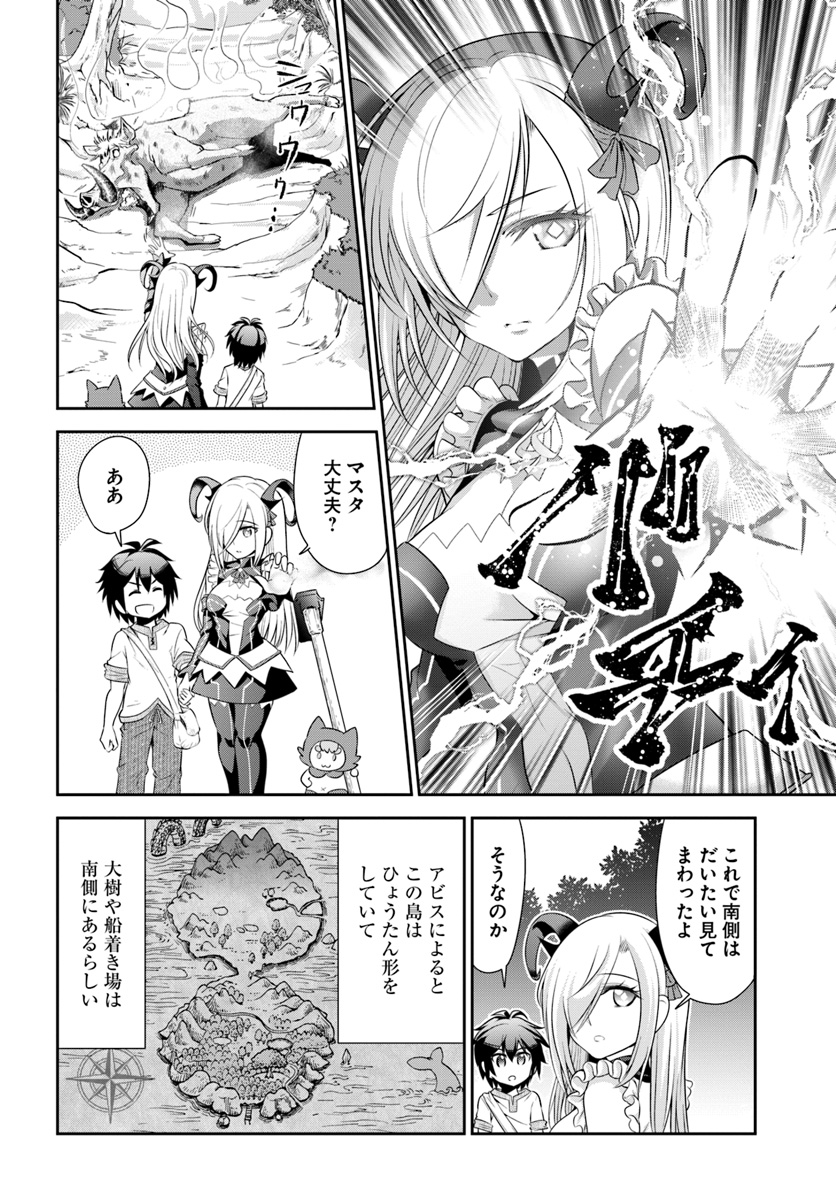 シュウウゥ…
マスタ
大丈夫？
ああ
これで南側は
だいたい見て
まわったよ
そうなのか
アビスによると
この島は
ひょうたん形を
していて
大樹や船着き場は
南側にあるらしい